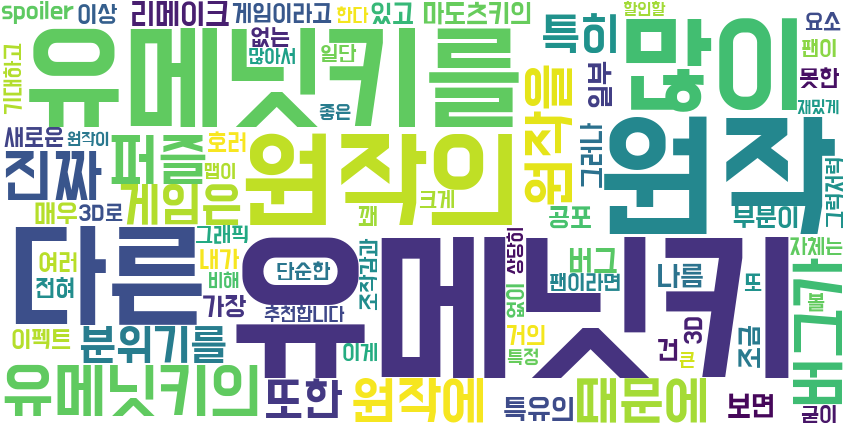 spoiler 이상 리메이크 게임이라고 한다 있고 마도츠키의 할인할 요소
기대하고 유메닛키를 없는 많아서 일단 좋은 특히 많이 팬이 못한
일부 재밌게
새로운 원작이 퍼즐 호러 원작의 원작을 그러나 원작
진짜 맵이 크게 그럭저럭
매우 3D로 게임은 꽤 공포 부분이
다른 그래픽 유메닛키 상당히 버그 자체는
여러 내가 단순한 조작감과 팬이라면 나름 또 버그가
전혀 비해 없이 볼
가장 추천합니다 거의 건 3D
이펙트 분위기를 이게 특정 큰 조금
유메닛키의 또한 원작에 특유의 때문에 보면 굳이